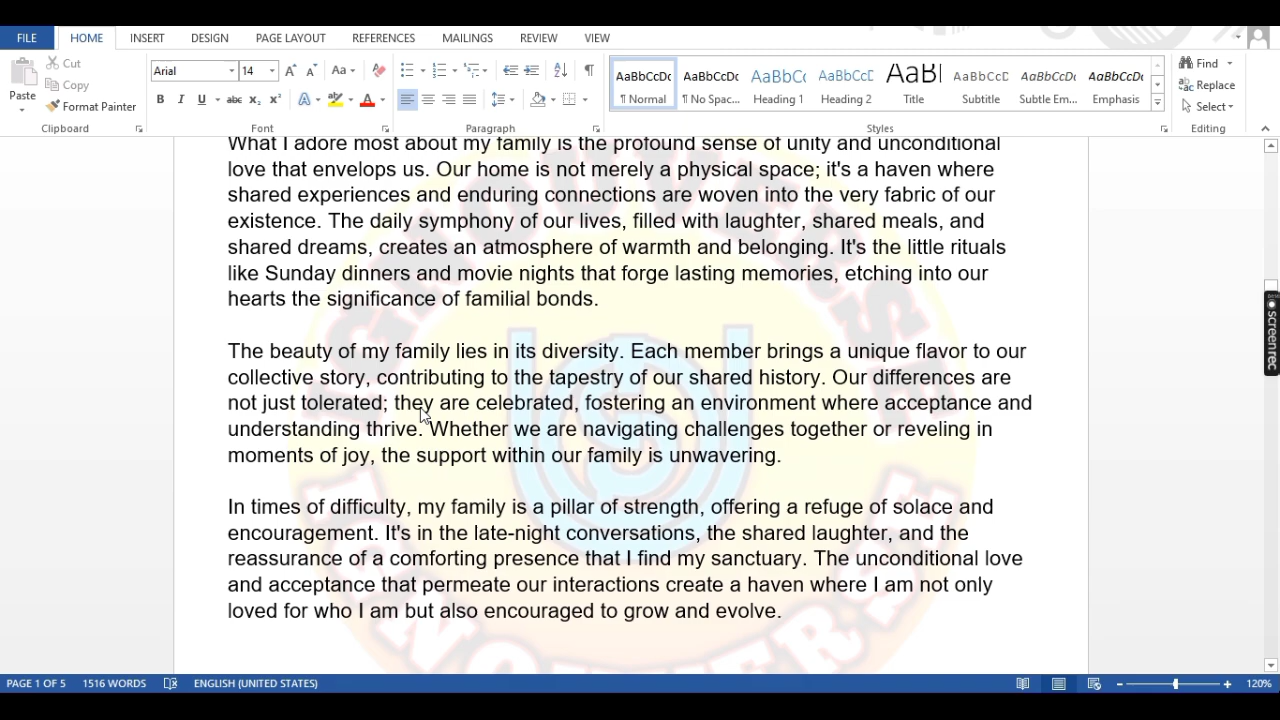 FILE HOME INSERT DESIGN PAGE LAYOUT REFERENCES MAILINGS REVIEW VIEW
Cut
Copy
Format Painter
Paste
Clipboard
Arial 14
Aa
B I U abc X2 X2
A A
Font
Paragraph
AaBbCcDc AaBbCcDc AaBbCc AaBbCcD AaBl AaBbCcD AaBbCcDc AaBbCcDc
¶ Normal ¶ No Spac... Heading 1 Heading 2 Title Subtitle Subtle Em... Emphasis
Styles
Find
Replace
Select
Editing
What I adore most about my family is the profound sense of unity and unconditional
love that envelops us. Our home is not merely a physical space; it's a haven where
shared experiences and enduring connections are woven into the very fabric of our
existence. The daily symphony of our lives, filled with laughter, shared meals, and
shared dreams, creates an atmosphere of warmth and belonging. It's the little rituals
like Sunday dinners and movie nights that forge lasting memories, etching into our
hearts the significance of familial bonds.
The beauty of my family lies in its diversity. Each member brings a unique flavor to our
collective story, contributing to the tapestry of our shared history. Our differences are
not just tolerated; they are celebrated, fostering an environment where acceptance and
understanding thrive. Whether we are navigating challenges together or reveling in
moments of joy, the support within our family is unwavering.
In times of difficulty, my family is a pillar of strength, offering a refuge of solace and
encouragement. It's in the late-night conversations, the shared laughter, and the
reassurance of a comforting presence that I find my sanctuary. The unconditional love
and acceptance that permeate our interactions create a haven where I am not only
loved for who I am but also encouraged to grow and evolve.
screenrec
PAGE 1 OF 5 1516 WORDS ENGLISH (UNITED STATES) 120%